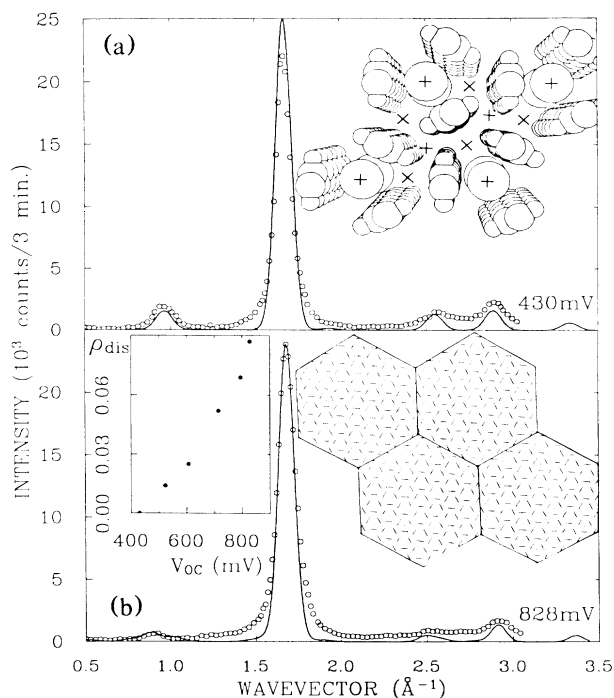 25
(a)
20
15
10
5
0
430mV
INTENSITY (10³ counts/3 min.)
ρdis
0.06
0.03
0.00
400 600 800
V_OC (mV)
20
15
10
5
0
(b)
828mV
0.5 1.0 1.5 2.0 2.5 3.0 3.5
WAVEVECTOR (Å⁻¹)